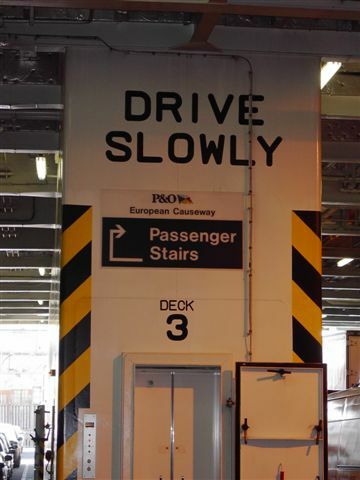 DRIVE
SLOWLY
P&O
European Causeway
Passenger
Stairs
DECK
3